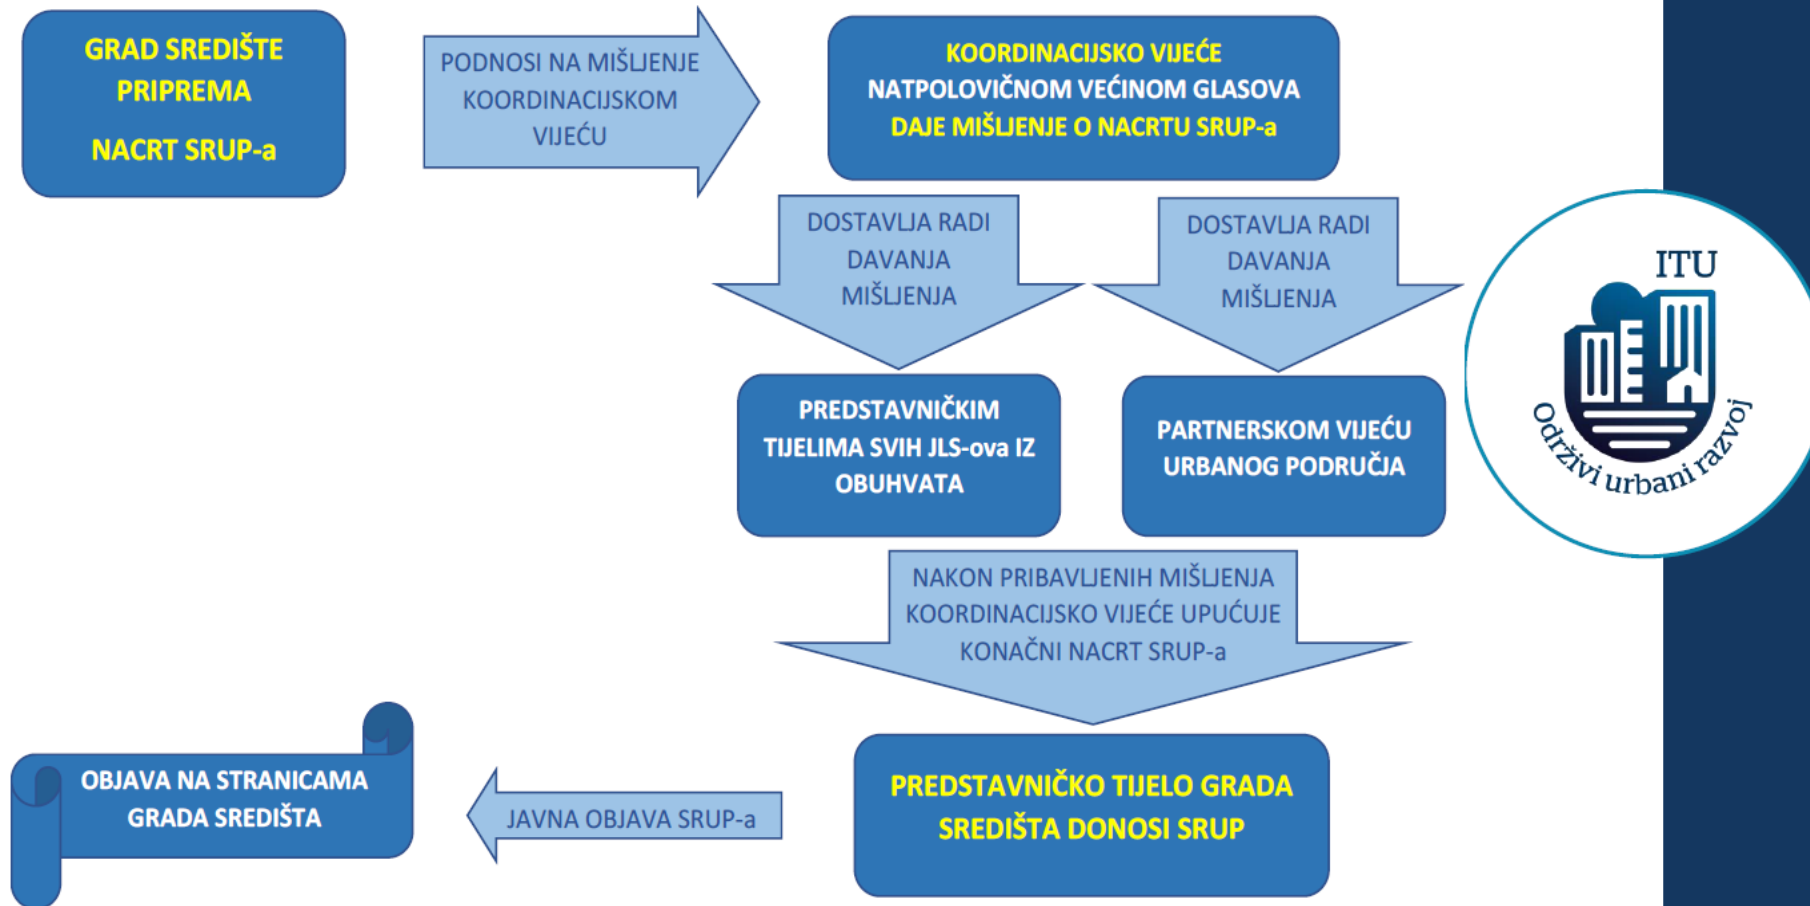 GRAD SREDIŠTE
PRIPREMA
NACRT SRUP-a
PODNOSI NA MIŠLJENJE
KOORDINACIJSKOM
VIJEĆU
KOORDINACIJSKO VIJEĆE
NATPOLOVIČNOM VEĆINOM GLASOVA
DAJE MIŠLJENJE O NACRTU SRUP-a
DOSTAVLJA RADI
DAVANJA
MIŠLJENJA
DOSTAVLJA RADI
DAVANJA
MIŠLJENJA
PREDSTAVNIČKIM
TIJELIMA SVIH JLS-ova IZ
OBUHVATA
PARTNERSKOM VIJEĆU
URBANOG PODRUČJA
ITU
Održivi urbani razvoj
NAKON PRIBAVLJENIH MIŠLJENJA
KOORDINACIJSKO VIJEĆE UPUĆUJE
KONAČNI NACRT SRUP-a
PREDSTAVNIČKO TIJELO GRADA
SREDIŠTA DONOSI SRUP
JAVNA OBJAVA SRUP-a
OBJAVA NA STRANICAMA
GRADA SREDIŠTA